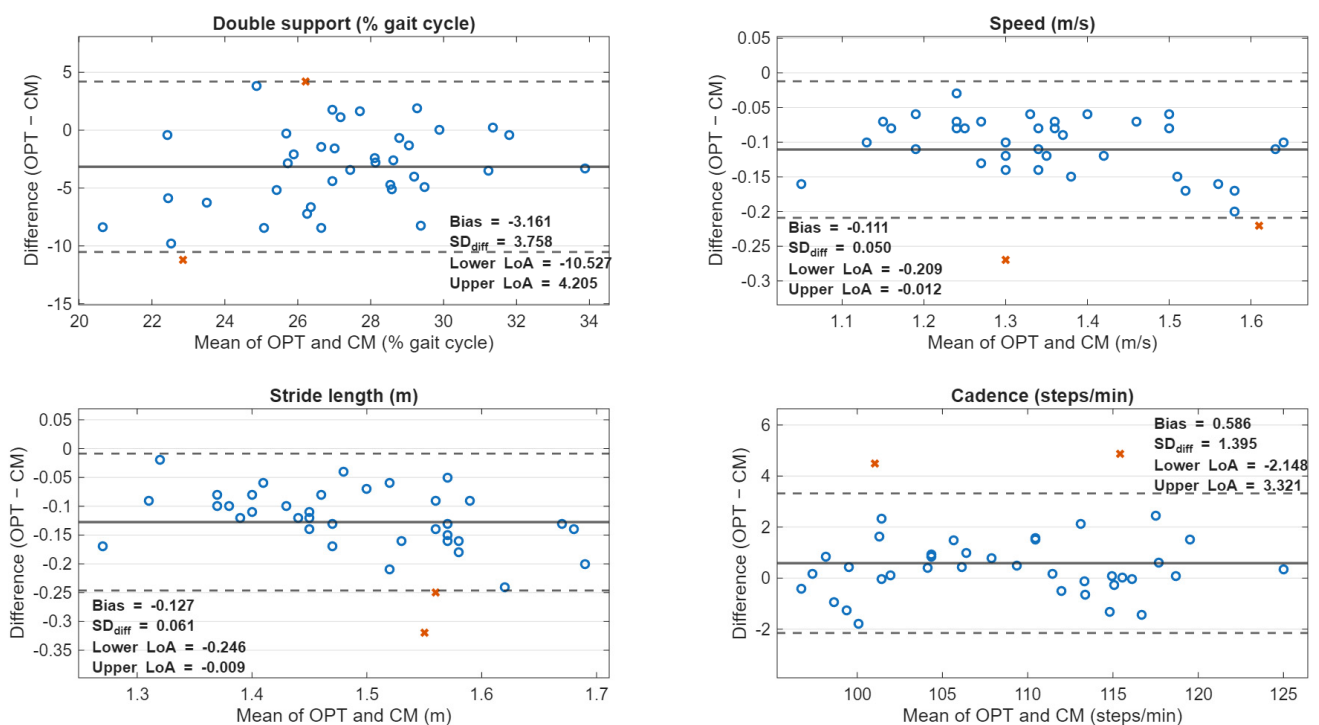 Double support (% gait cycle)
Difference (OPT − CM)
5
0
-5
-10
-15
Bias = -3.161
SDdiff = 3.758
Lower LoA = -10.527
Upper LoA = 4.205
20 22 24 26 28 30 32 34
Mean of OPT and CM (% gait cycle)
Speed (m/s)
Difference (OPT − CM)
0.05
0
-0.05
-0.1
-0.15
-0.2
-0.25
-0.3
Bias = -0.111
SDdiff = 0.050
Lower LoA = -0.209
Upper LoA = -0.012
1.1 1.2 1.3 1.4 1.5 1.6
Mean of OPT and CM (m/s)
Stride length (m)
Difference (OPT − CM)
0.05
0
-0.05
-0.1
-0.15
-0.2
-0.25
-0.3
-0.35
Bias = -0.127
SDdiff = 0.061
Lower LoA = -0.246
Upper LoA = -0.009
1.3 1.4 1.5 1.6 1.7
Mean of OPT and CM (m)
Cadence (steps/min)
Difference (OPT − CM)
6
4
2
0
-2
Bias = 0.586
SDdiff = 1.395
Lower LoA = -2.148
Upper LoA = 3.321
100 105 110 115 120 125
Mean of OPT and CM (steps/min)